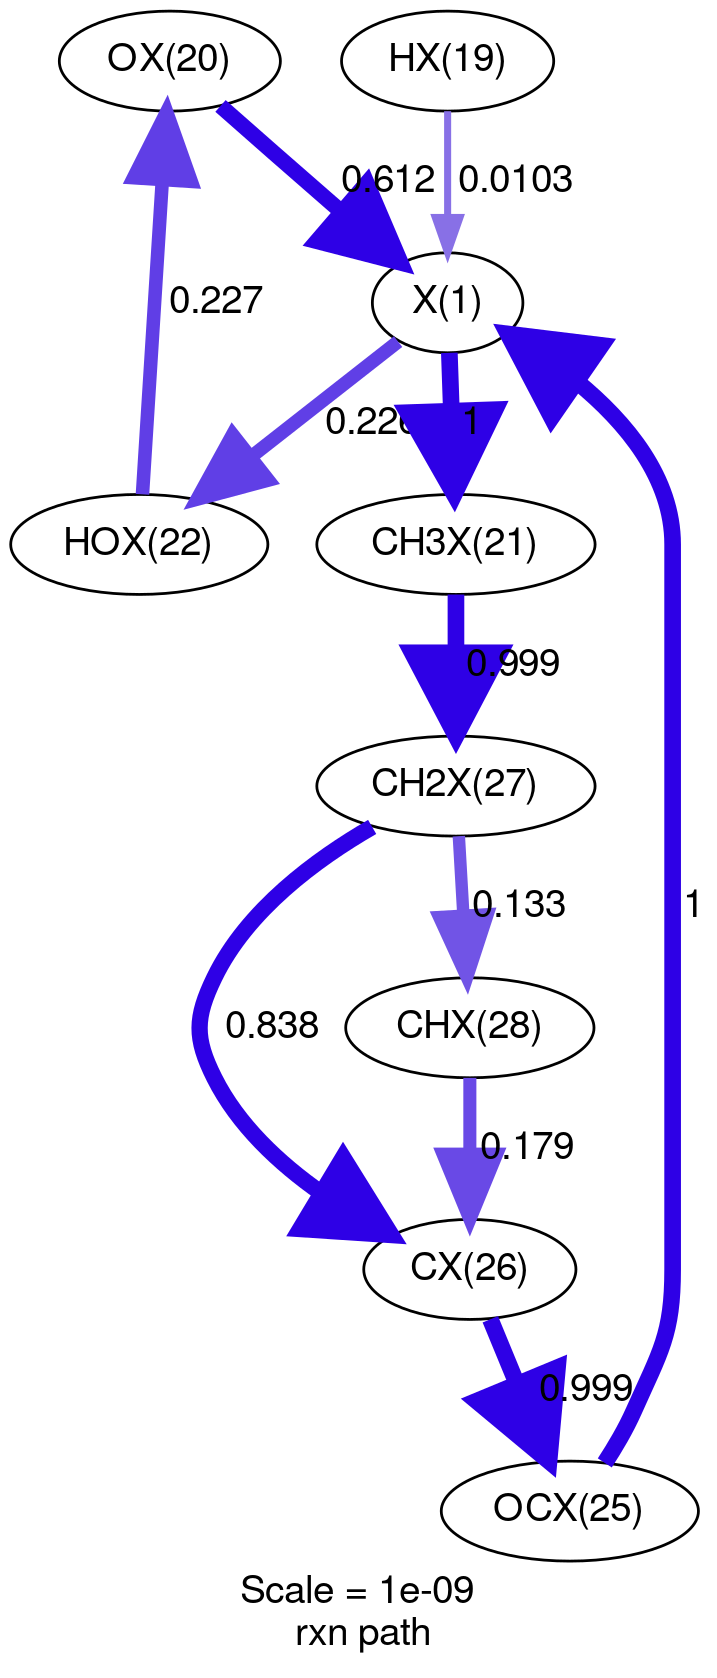 OX(20)
HX(19)
0.612
0.0103
0.227
X(1)
0.226
1
HOX(22)
CH3X(21)
0.999
CH2X(27)
0.133
1
CHX(28)
0.838
0.179
CX(26)
0.999
OCX(25)
Scale = 1e-09
rxn path